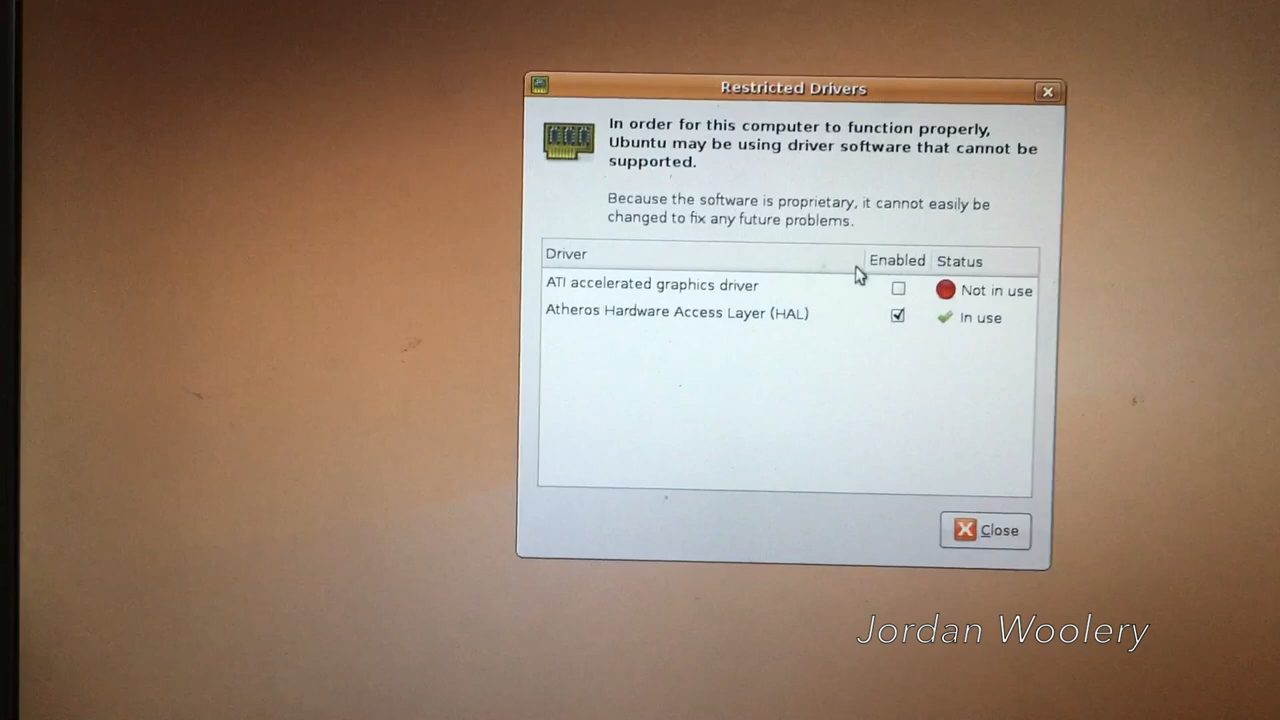 Restricted Drivers
In order for this computer to function properly,
Ubuntu may be using driver software that cannot be
supported.
Because the software is proprietary, it cannot easily be
changed to fix any future problems.
Driver Enabled Status
ATI accelerated graphics driver Not in use
Atheros Hardware Access Layer (HAL) In use
Close
Jordan Woolery